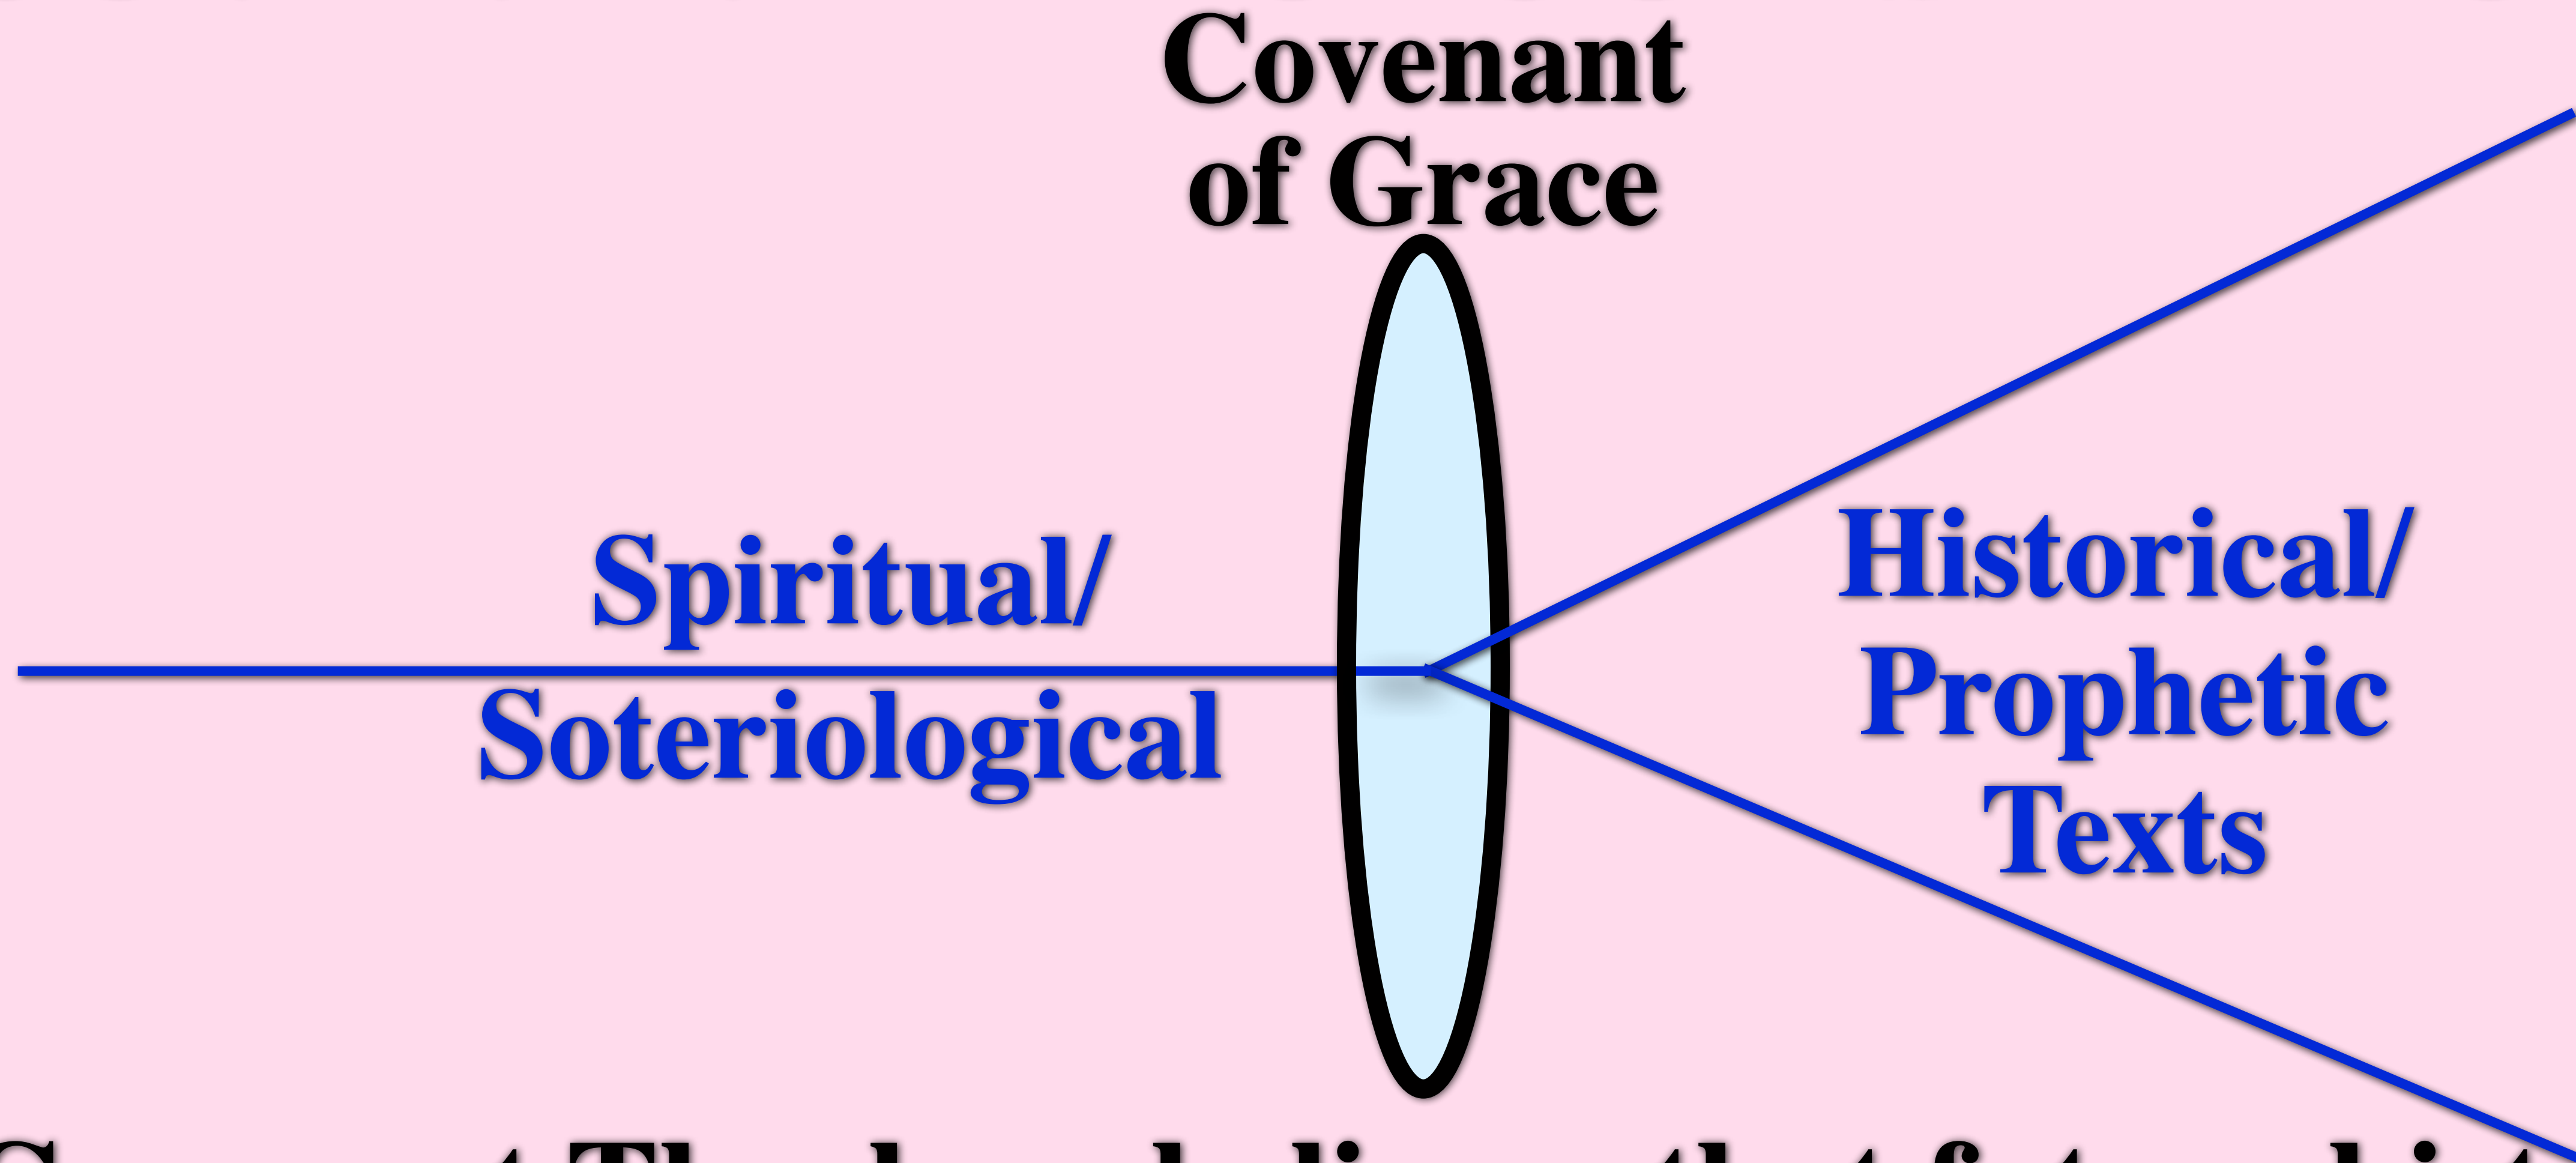 Covenant
of Grace
Spiritual/
Soteriological
Historical/
Prophetic
Texts